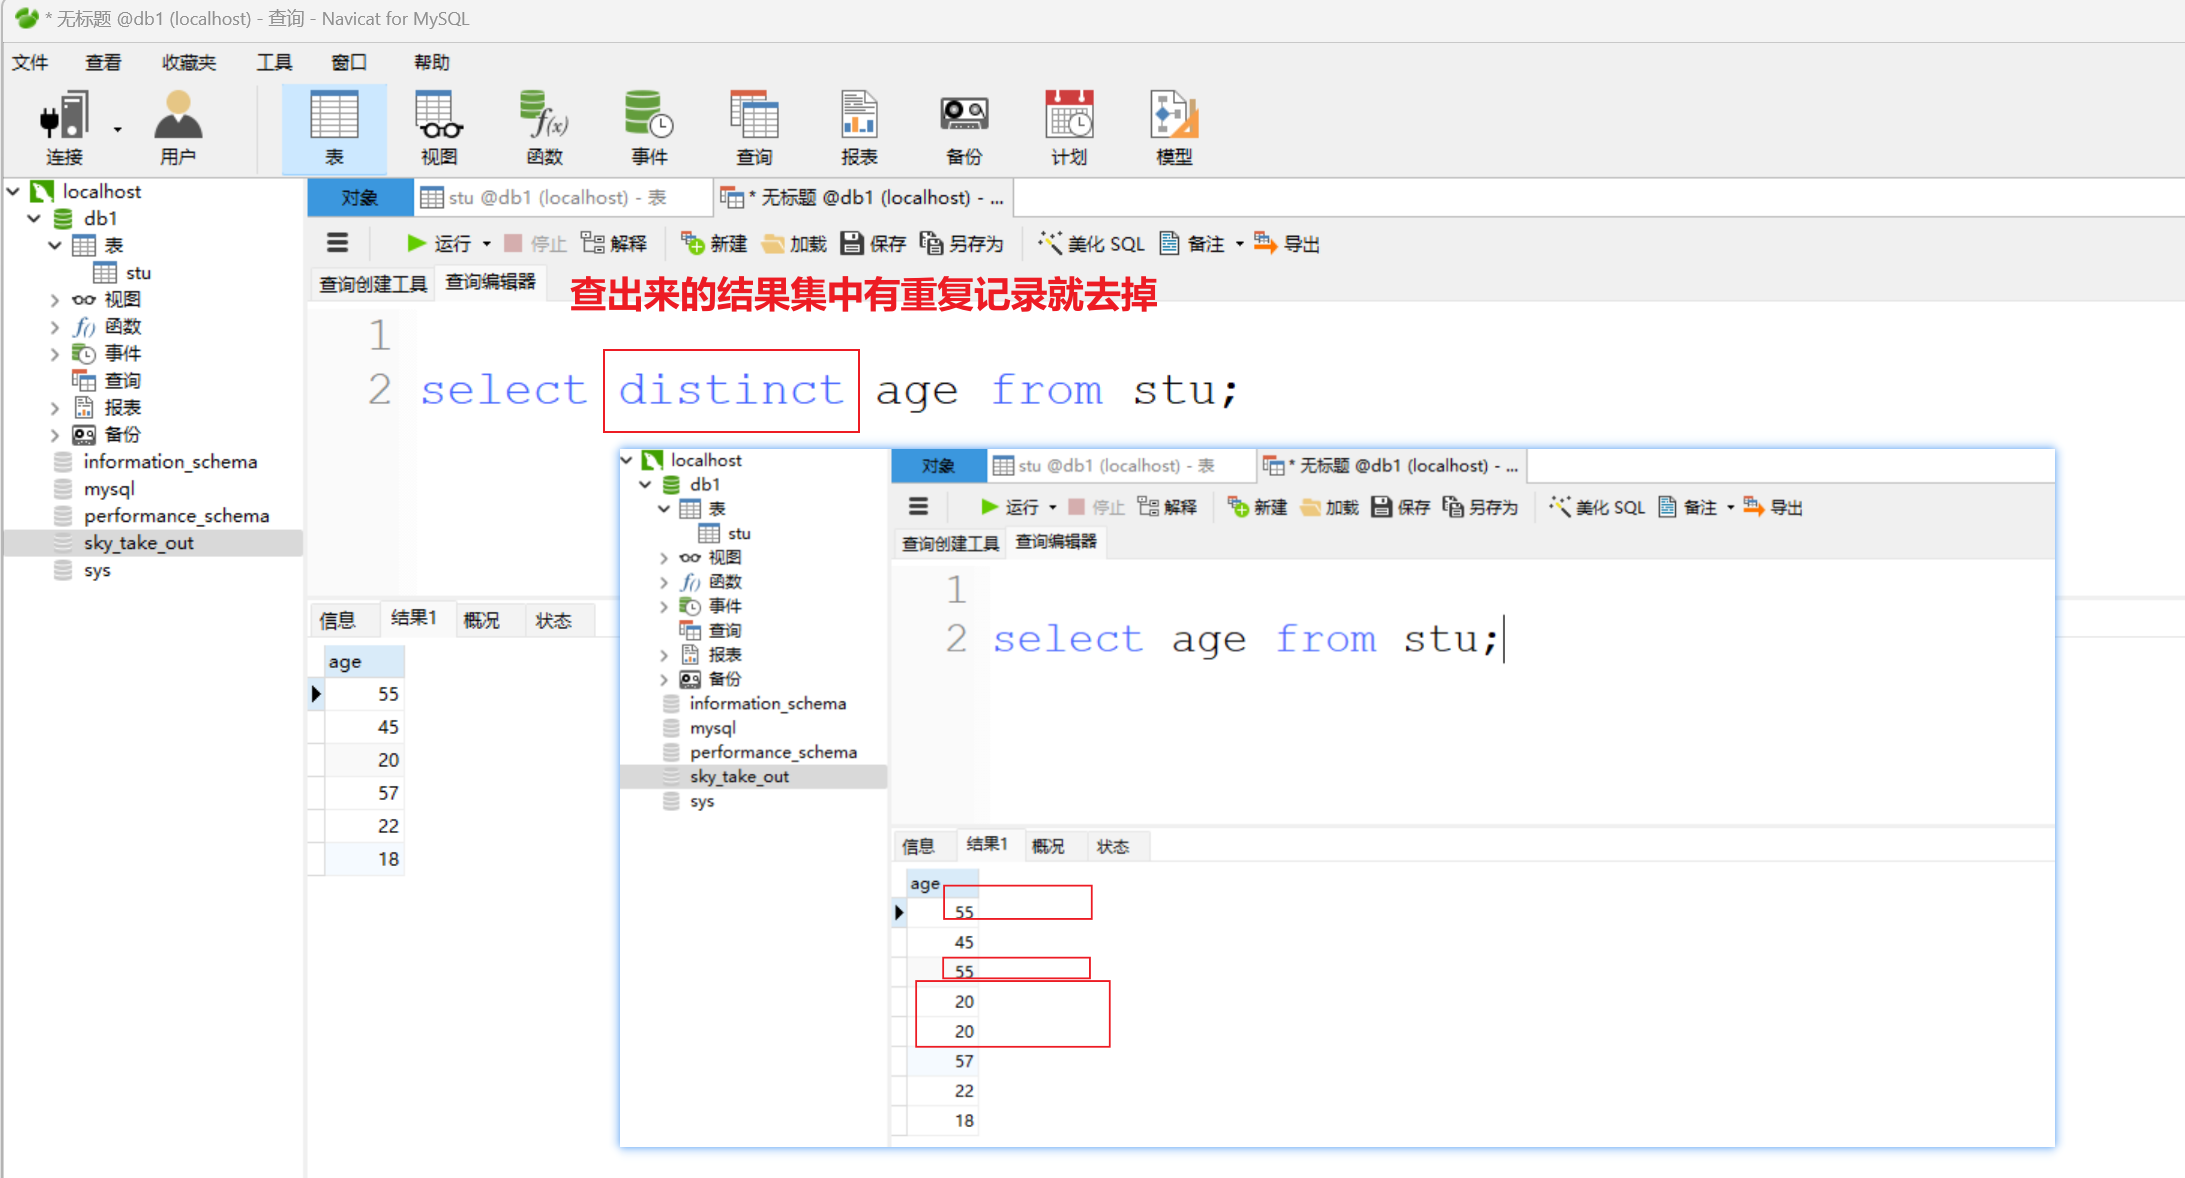 * 无标题 @db1 (localhost) - 查询 - Navicat for MySQL
文件 查看 收藏夹 工具 窗口 帮助
连接 用户 表 视图 函数 事件 查询 报表 备份 计划 模型
localhost
db1
表
stu
视图
函数
事件
查询
报表
备份
information_schema
mysql
performance_schema
sky_take_out
sys
对象 stu @db1 (localhost) - 表 * 无标题 @db1 (localhost) - ...
运行 停止 解释 新建 加载 保存 另存为 美化 SQL 备注 导出
查询创建工具 查询编辑器
查出来的结果集中有重复记录就去掉
1
2 select distinct age from stu;
信息 结果1 概况 状态
age
55
45
20
57
22
18
localhost
db1
表
stu
视图
函数
事件
查询
报表
备份
information_schema
mysql
performance_schema
sky_take_out
sys
对象 stu @db1 (localhost) - 表 * 无标题 @db1 (localhost) - ...
运行 停止 解释 新建 加载 保存 另存为 美化 SQL 备注 导出
查询创建工具 查询编辑器
1
2 select age from stu;
信息 结果1 概况 状态
age
55
45
55
20
20
57
22
18